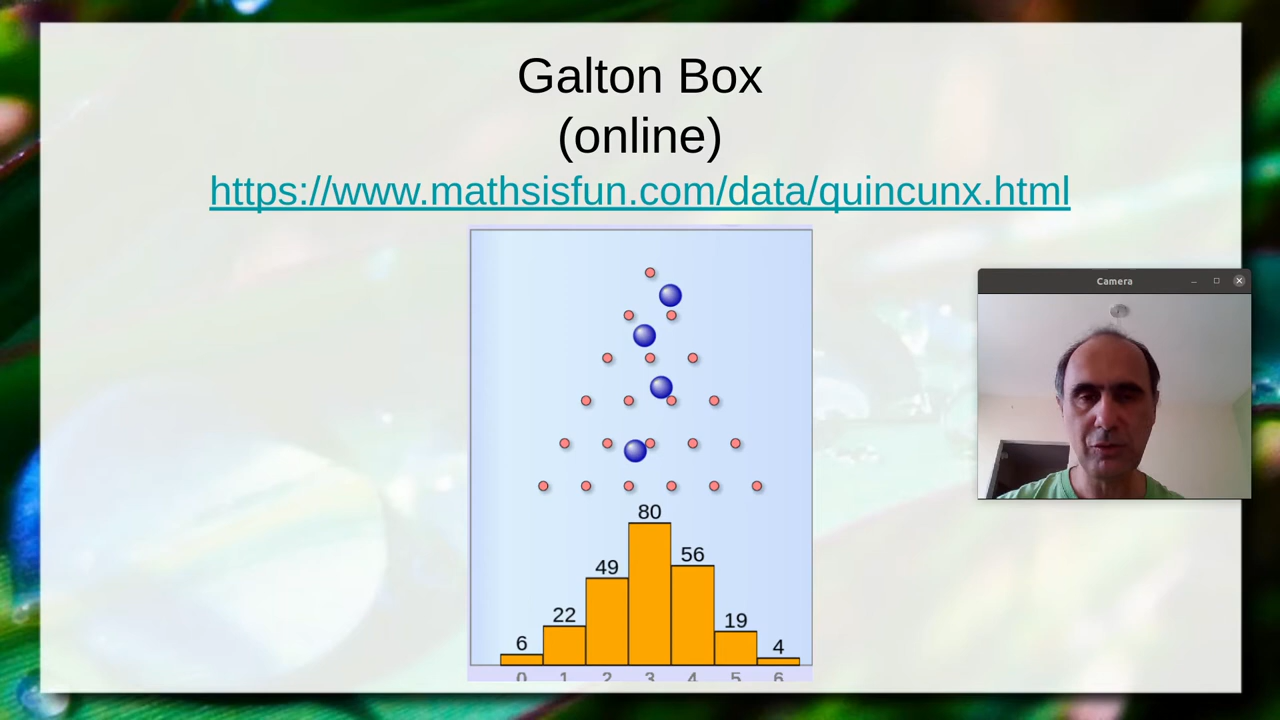 Galton Box
(online)
https://www.mathsisfun.com/data/quincunx.html
Camera
80
56
49
22
19
6
4
0 1 2 3 4 5 6